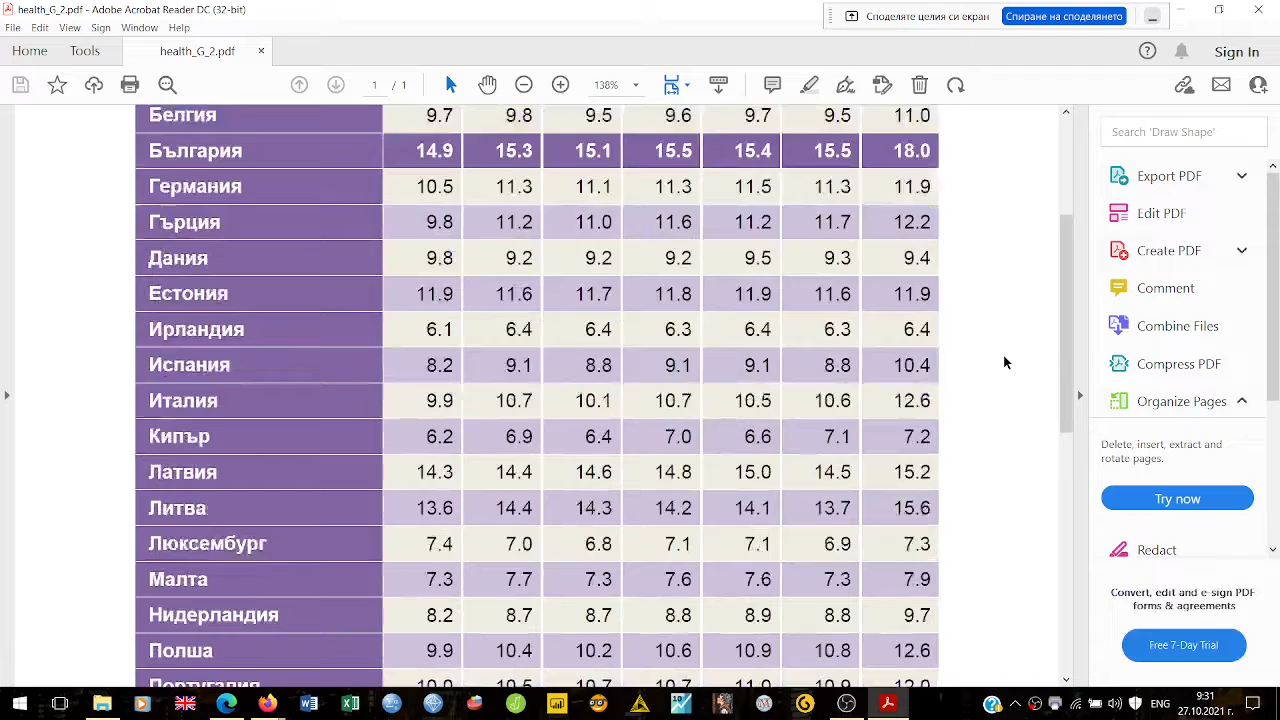 health_G_2.pdf - Adobe Acrobat Reader DC (32-bit)
Споделяте целия си екран
Спиране на споделянето
File Edit View Sign Window Help
Home Tools health_G_2.pdf ×
Sign In
1 / 1 138%
Белгия 9.7 9.8 9.5 9.6 9.7 9.5 11.0
България 14.9 15.3 15.1 15.5 15.4 15.5 18.0
Германия 10.5 11.3 11.1 11.3 11.5 11.3 11.9
Гърция 9.8 11.2 11.0 11.6 11.2 11.7 12.2
Дания 9.8 9.2 9.2 9.2 9.5 9.3 9.4
Естония 11.9 11.6 11.7 11.8 11.9 11.6 11.9
Ирландия 6.1 6.4 6.4 6.3 6.4 6.3 6.4
Испания 8.2 9.1 8.8 9.1 9.1 8.8 10.4
Италия 9.9 10.7 10.1 10.7 10.5 10.6 12.6
Кипър 6.2 6.9 6.4 7.0 6.6 7.1 7.2
Латвия 14.3 14.4 14.6 14.8 15.0 14.5 15.2
Литва 13.6 14.4 14.3 14.2 14.1 13.7 15.6
Люксембург 7.4 7.0 6.8 7.1 7.1 6.9 7.3
Малта 7.3 7.7 7.3 7.6 7.6 7.3 7.9
Нидерландия 8.2 8.7 8.7 8.8 8.9 8.8 9.7
Полша 9.9 10.4 10.2 10.6 10.9 10.8 12.6
Португалия 10.0 10.5 10.7 10.7 11.0 10.9 12.0
Search 'Draw Shape'
Export PDF
Edit PDF
Create PDF
Comment
Combine Files
Compress PDF
Organize Pages
Delete, insert, extract and
rotate pages.
Try now
Redact
Convert, edit and e-sign PDF
forms & agreements
Free 7-Day Trial
10
ENG
9:31
27.10.2021 г.